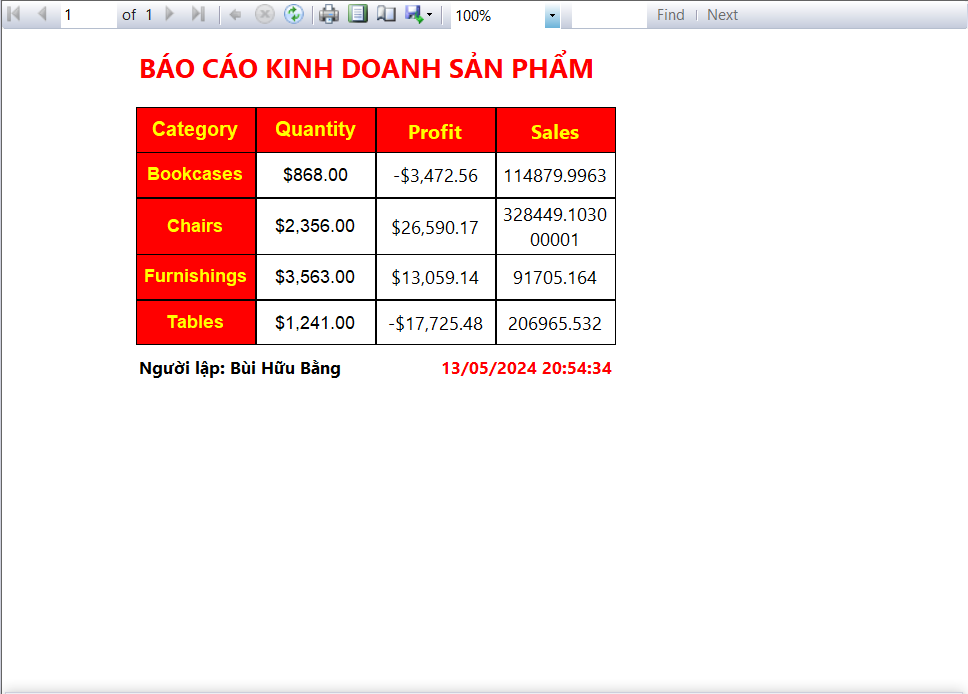 1 of 1 100% Find Next
BÁO CÁO KINH DOANH SẢN PHẨM
Category Quantity Profit Sales
Bookcases $868.00 -$3,472.56 114879.9963
Chairs $2,356.00 $26,590.17 328449.1030
00001
Furnishings $3,563.00 $13,059.14 91705.164
Tables $1,241.00 -$17,725.48 206965.532
Người lập: Bùi Hữu Bằng 13/05/2024 20:54:34